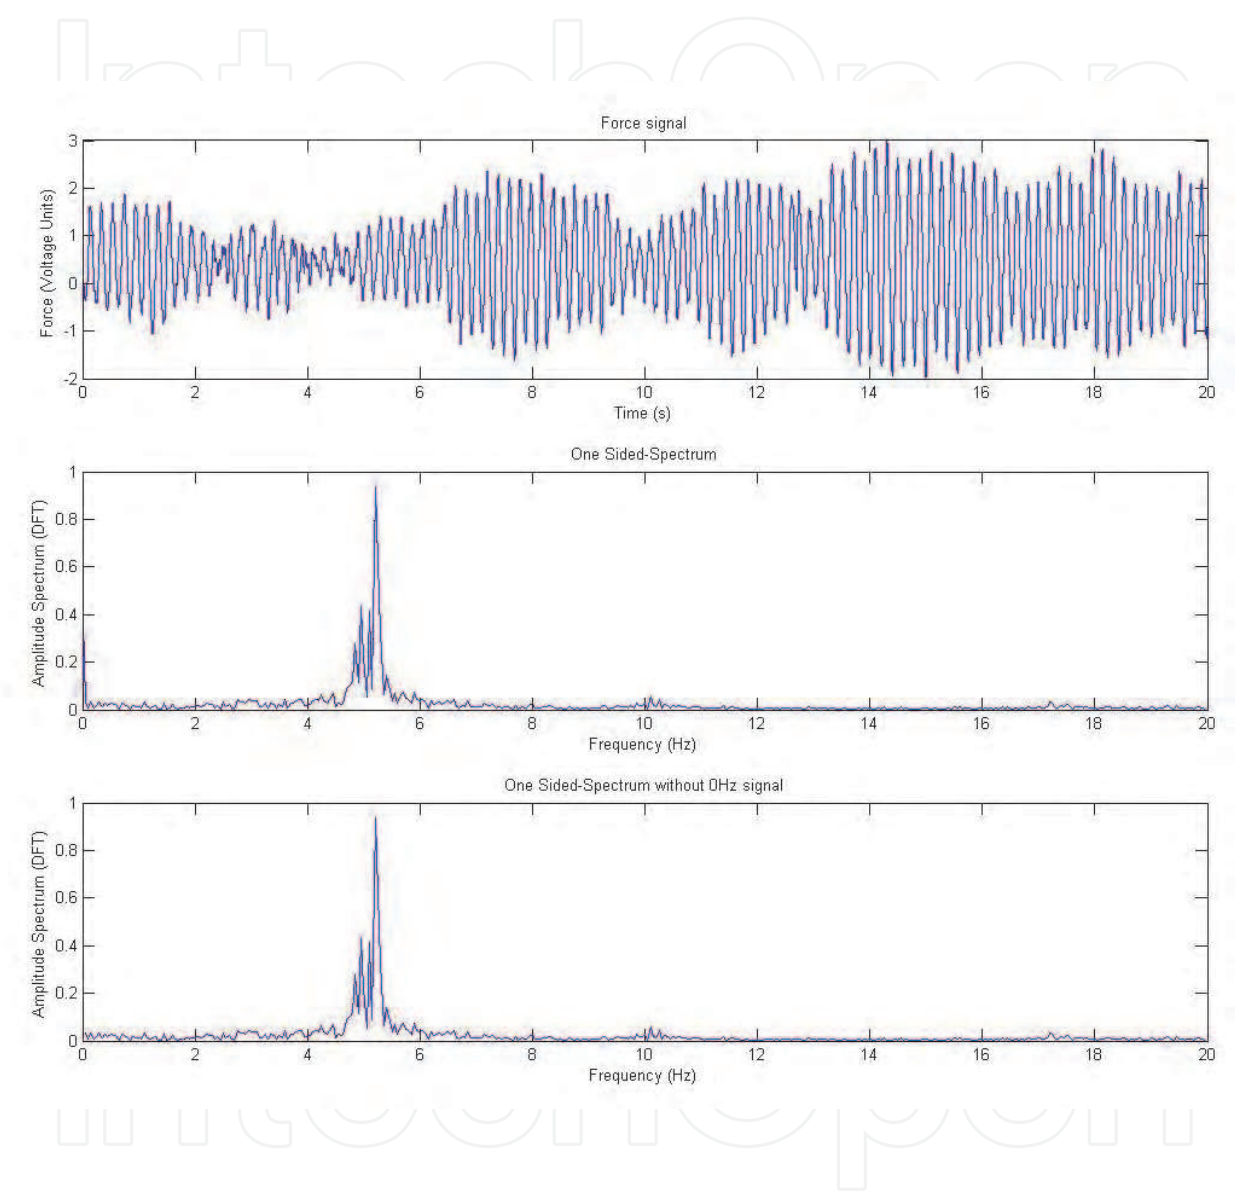 IntechOpen
Force signal
Force (Voltage Units)
3
2
1
0
-1
-2
0 2 4 6 8 10 12 14 16 18 20
Time (s)
One Sided-Spectrum
Amplitude Spectrum (DFT)
1
0.8
0.6
0.4
0.2
0
0 2 4 6 8 10 12 14 16 18 20
Frequency (Hz)
One Sided-Spectrum without 0Hz signal
Amplitude Spectrum (DFT)
1
0.8
0.6
0.4
0.2
0
0 2 4 6 8 10 12 14 16 18 20
Frequency (Hz)
IntechOpen